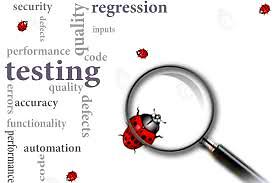 security
regression
defects
quality
inputs
performance
code
testing
quality
errors
defects
accuracy
functionality
performance
automation
code